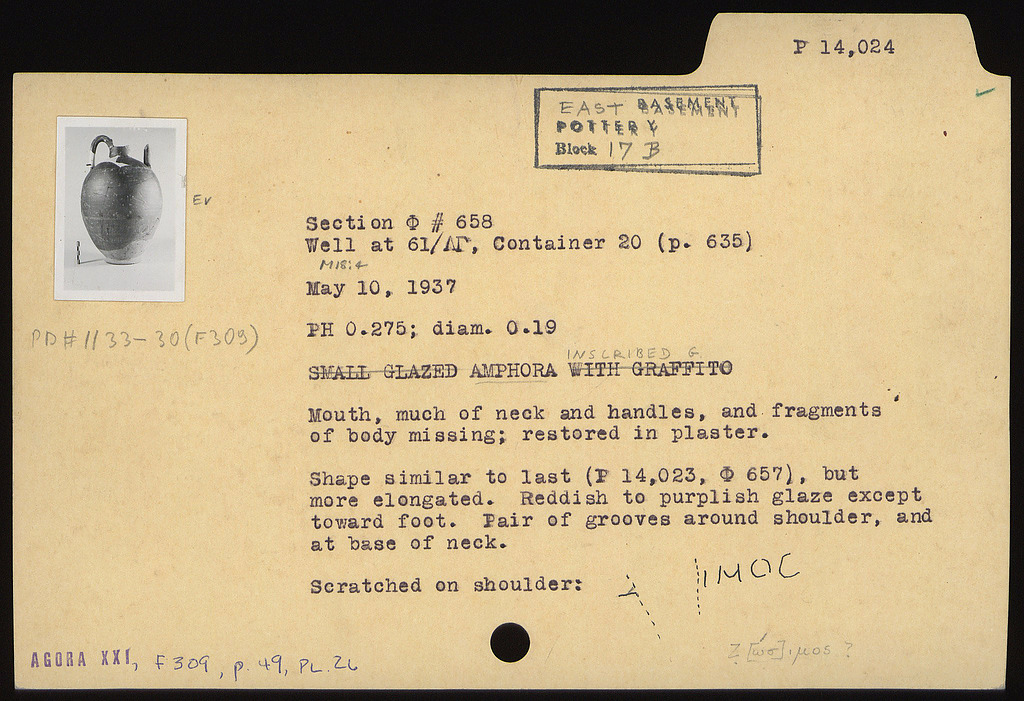 P 14,024
EAST BASEMENT
POTTERY
Block 17 B
EV
Section Φ # 658
Well at 61/ΛΓ, Container 20 (p. 635)
M18:4
May 10, 1937
PD# 1133-30 (F309)
PH 0.275; diam. 0.19
INSCRIBED G.
SMALL GLAZED AMPHORA WITH GRAFFITO
Mouth, much of neck and handles, and fragments
of body missing; restored in plaster.
Shape similar to last (P 14,023, Φ 657), but
more elongated. Reddish to purplish glaze except
toward foot. Pair of grooves around shoulder, and
at base of neck.
Scratched on shoulder: ΙΜΟC
Ζ[ώσ]ιμος ?
AGORA XXI, F 309, p. 49, PL. 26